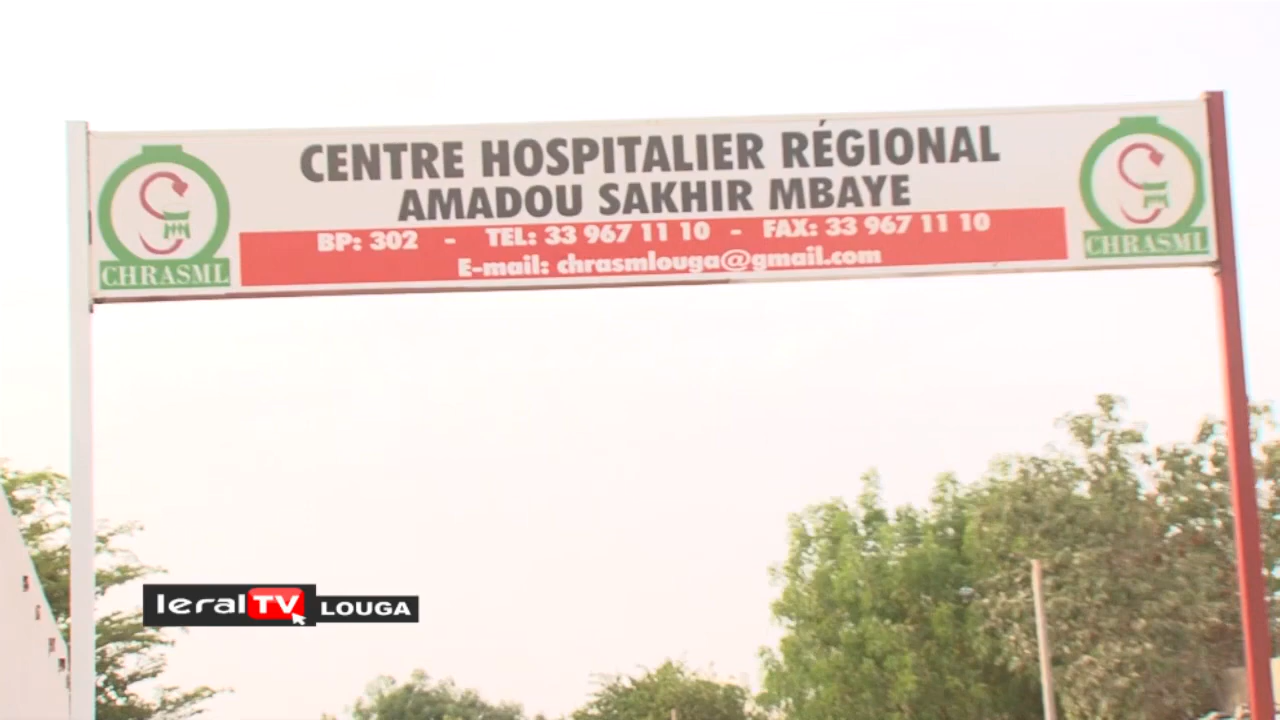 CENTRE HOSPITALIER RÉGIONAL
AMADOU SAKHIR MBAYE
BP: 302 - TEL: 33 967 11 10 - FAX: 33 967 11 10
E-mail: chrasmlouga@gmail.com
CHRASML
CHRASML
leral TV LOUGA